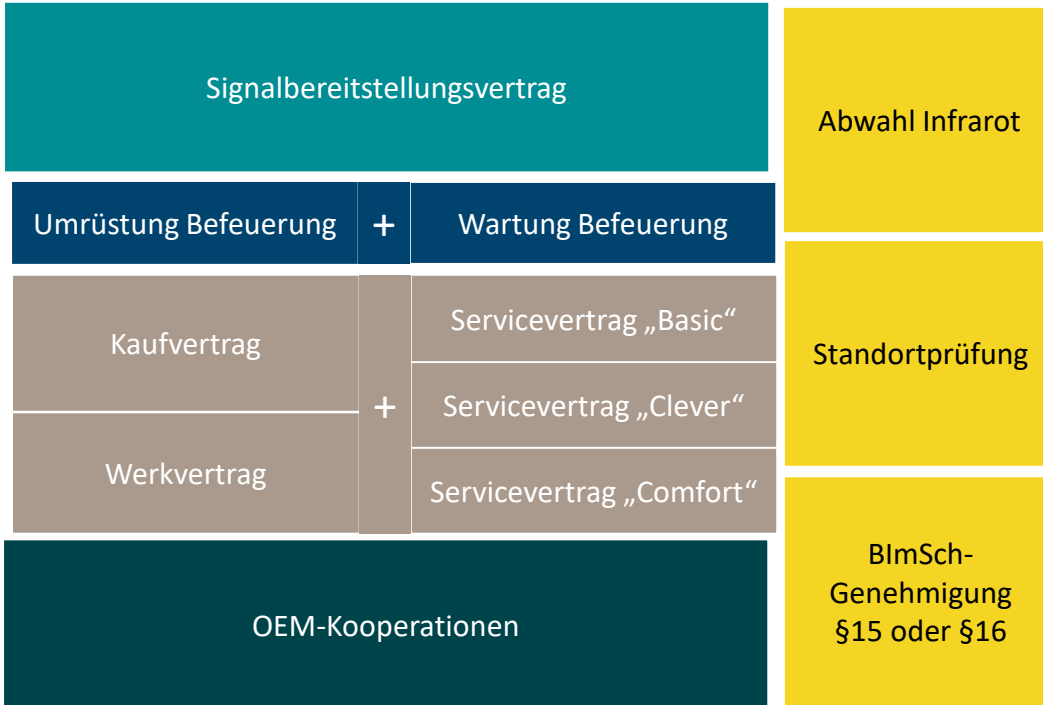 Signalbereitstellungsvertrag
Umrüstung Befeuerung + Wartung Befeuerung
Kaufvertrag
Werkvertrag
+
Servicevertrag „Basic“
Servicevertrag „Clever“
Servicevertrag „Comfort“
OEM-Kooperationen
Abwahl Infrarot
Standortprüfung
BImSch-
Genehmigung
§15 oder §16